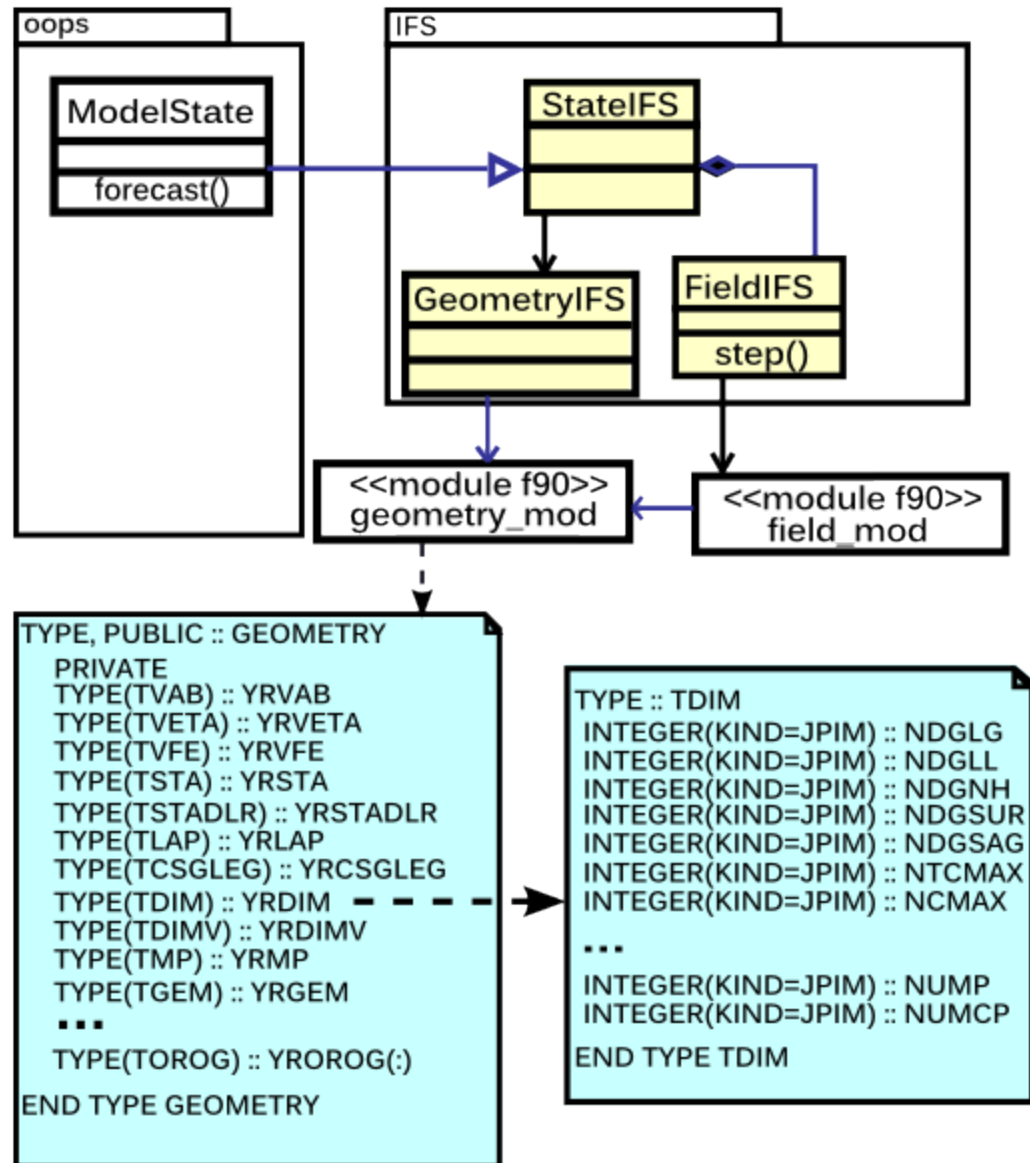 oops
ModelState
forecast()
IFS
StateIFS
GeometryIFS
FieldIFS
step()
<<module f90>>
geometry_mod
<<module f90>>
field_mod
TYPE, PUBLIC :: GEOMETRY
PRIVATE
TYPE(TVAB) :: YRVAB
TYPE(TVETA) :: YRVETA
TYPE(TVFE) :: YRVFE
TYPE(TSTA) :: YRSTA
TYPE(TSTADLR) :: YRSTADLR
TYPE(TLAP) :: YRLAP
TYPE(TCSGLEG) :: YRCSGLEG
TYPE(TDIM) :: YRDIM
TYPE(TDIMV) :: YRDIMV
TYPE(TMP) :: YRMP
TYPE(TGEM) :: YRGEM
...
TYPE(TOROG) :: YROROG(:)
END TYPE GEOMETRY
TYPE :: TDIM
INTEGER(KIND=JPIM) :: NDGLG
INTEGER(KIND=JPIM) :: NDGLL
INTEGER(KIND=JPIM) :: NDGNH
INTEGER(KIND=JPIM) :: NDGSUR
INTEGER(KIND=JPIM) :: NDGSAG
INTEGER(KIND=JPIM) :: NTCMAX
INTEGER(KIND=JPIM) :: NCMAX
...
INTEGER(KIND=JPIM) :: NUMP
INTEGER(KIND=JPIM) :: NUMCP
END TYPE TDIM